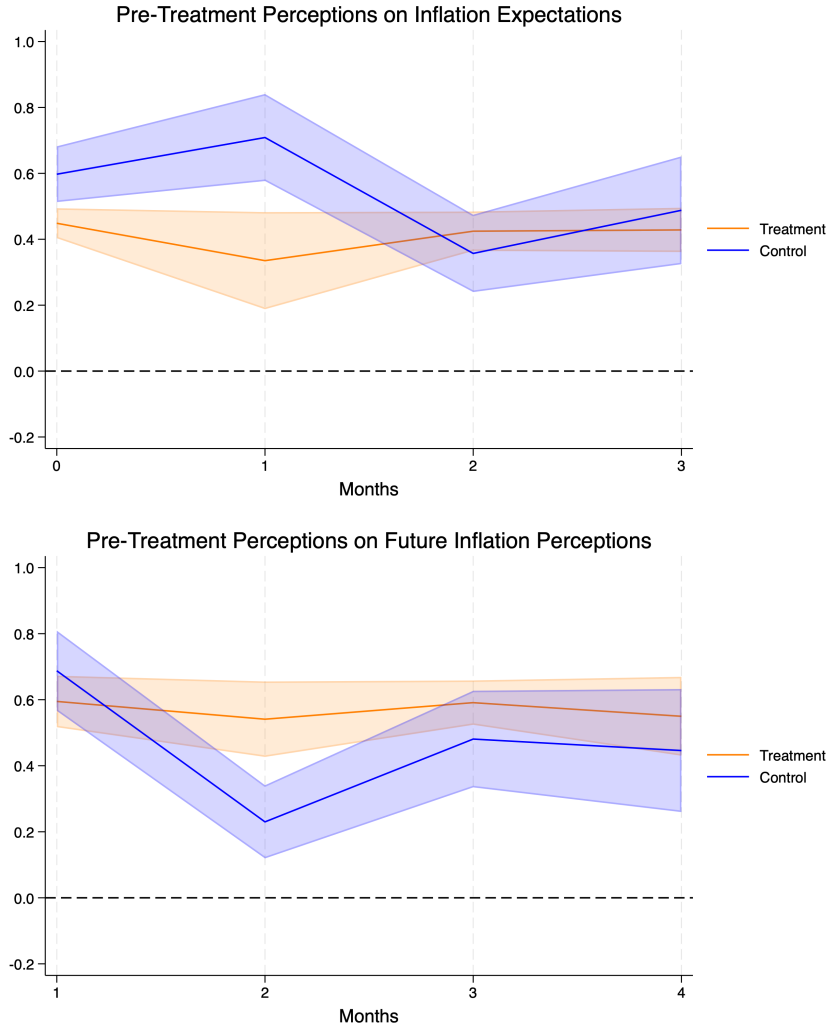 Pre-Treatment Perceptions on Inflation Expectations
1.0
0.8
0.6
0.4
0.2
0.0
-0.2
0 1 2 3
Months
Treatment
Control
Pre-Treatment Perceptions on Future Inflation Perceptions
1.0
0.8
0.6
0.4
0.2
0.0
-0.2
1 2 3 4
Months
Treatment
Control